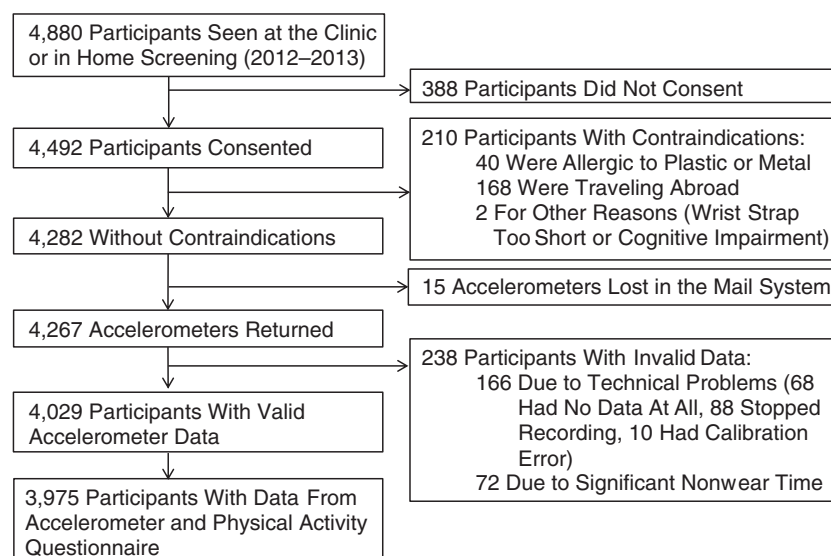 4,880 Participants Seen at the Clinic
or in Home Screening (2012–2013)
388 Participants Did Not Consent
4,492 Participants Consented
210 Participants With Contraindications:
40 Were Allergic to Plastic or Metal
168 Were Traveling Abroad
2 For Other Reasons (Wrist Strap
Too Short or Cognitive Impairment)
4,282 Without Contraindications
15 Accelerometers Lost in the Mail System
4,267 Accelerometers Returned
238 Participants With Invalid Data:
166 Due to Technical Problems (68
Had No Data At All, 88 Stopped
Recording, 10 Had Calibration
Error)
72 Due to Significant Nonwear Time
4,029 Participants With Valid
Accelerometer Data
3,975 Participants With Data From
Accelerometer and Physical Activity
Questionnaire